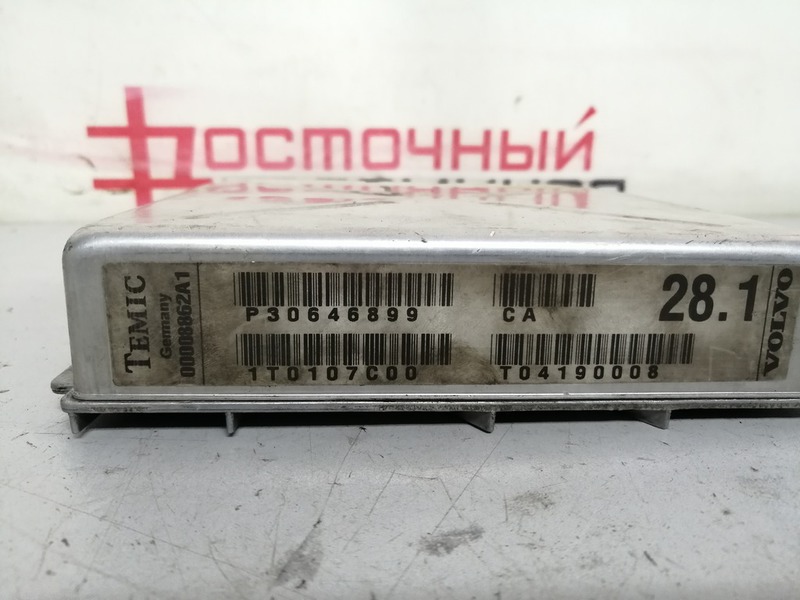 Восточный
TEMIC
Germany
00008862A1
P30646899
CA
28.1
1T0107C00
T04190008
VOLVO